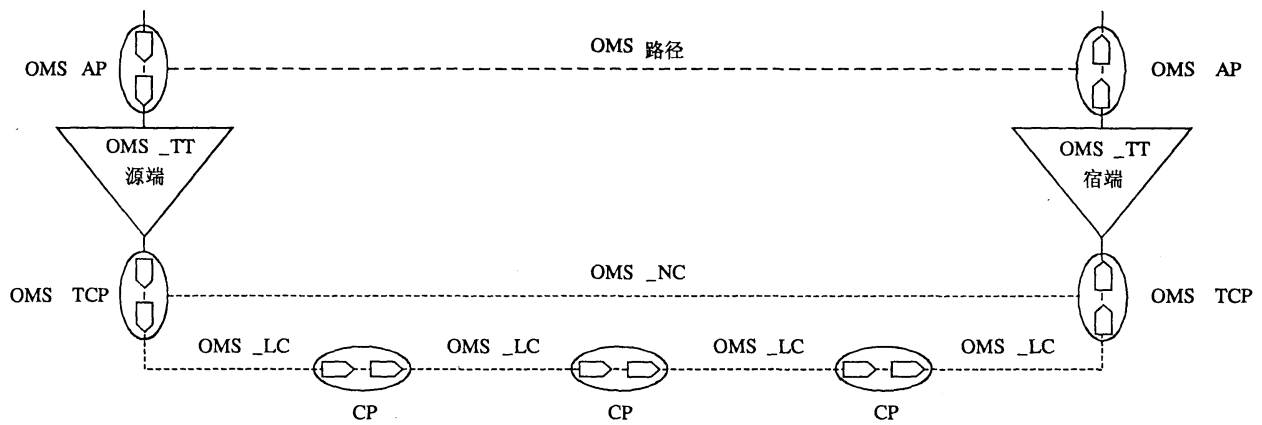 OMS 路径
OMS AP
OMS AP
OMS _TT
源端
OMS _TT
宿端
OMS _NC
OMS TCP
OMS TCP
OMS _LC
OMS _LC
OMS _LC
OMS _LC
CP
CP
CP